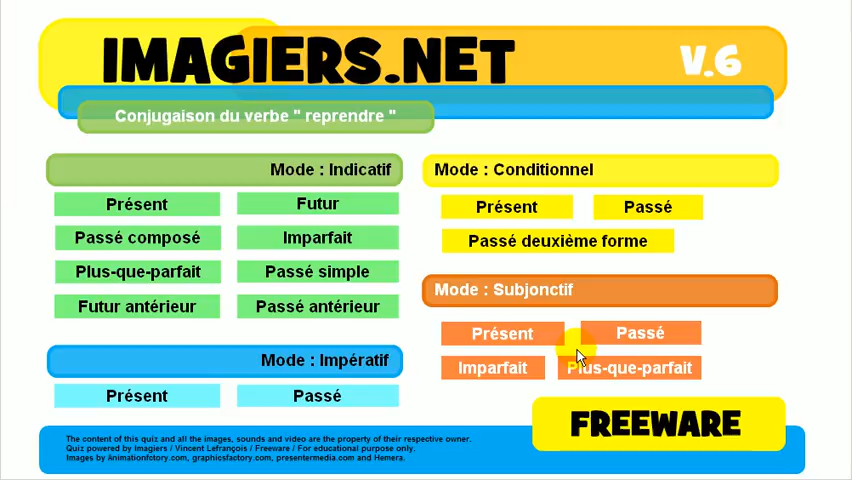 IMAGIERS.NET
V.6
Conjugaison du verbe " reprendre "
Mode : Indicatif
Présent
Futur
Passé composé
Imparfait
Plus-que-parfait
Passé simple
Futur antérieur
Passé antérieur
Mode : Impératif
Présent
Passé
Mode : Conditionnel
Présent
Passé
Passé deuxième forme
Mode : Subjonctif
Présent
Passé
Imparfait
Plus-que-parfait
FREEWARE
The content of this quiz and all the images, sounds and video are the property of their respective owner.
Quiz powered by Imagiers / Vincent Lefrançois / Freeware / For educational purpose only.
Images by Animationfctory.com, graphicsfactory.com, presentermedia.com and Hemera.